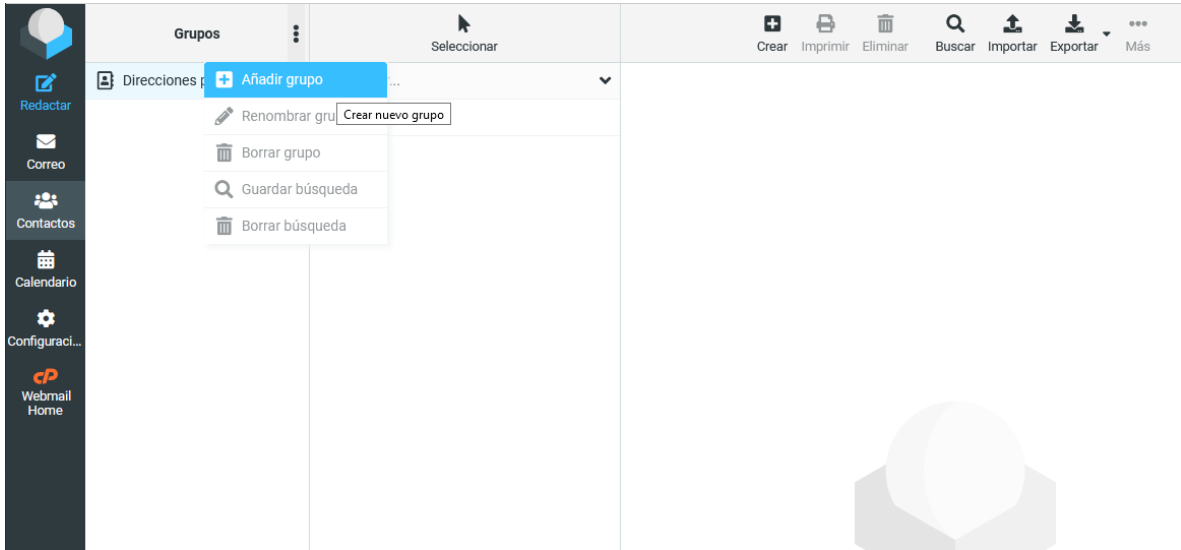 Redactar
Correo
Contactos
Calendario
Configuraci...
Webmail
Home
Grupos
Direcciones p
Añadir grupo
Renombrar gru
Crear nuevo grupo
Borrar grupo
Guardar búsqueda
Borrar búsqueda
Seleccionar
...
Crear
Imprimir
Eliminar
Buscar
Importar
Exportar
Más